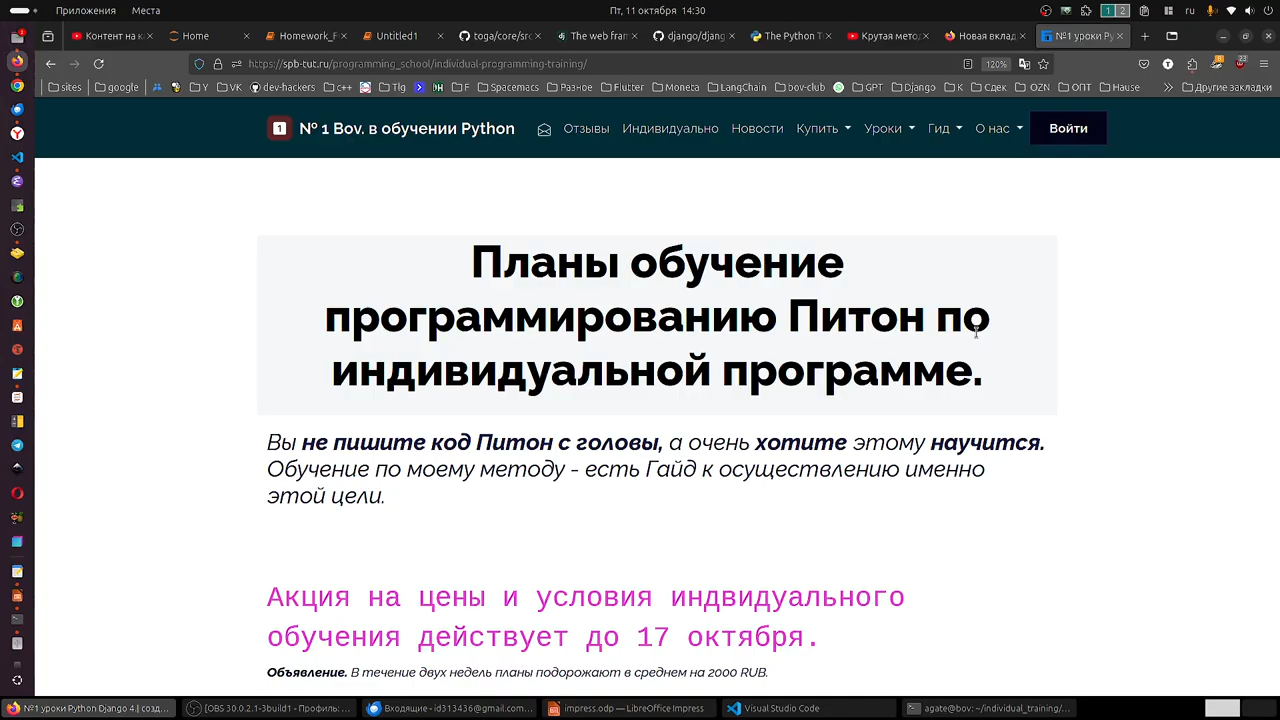 Приложения Места Пт, 11 октября 14:30 1 2 ru
Контент на к Home Homework_F Untitled1 toga/core/src The web fram django/djang The Python T Крутая мето Новая вклад №1 уроки Py
https://spb-tut.ru/programming_school/individual-programming-training/ 120%
sites google Y VK dev-hackers c++ Tlg F Spacemacs Разное Flutter Moneta LangChain bov-club GPT Django K Сдек OZN ОПТ Hause Другие закладки
1 № 1 Bov. в обучении Python Отзывы Индивидуально Новости Купить Уроки Гид О нас Войти
Планы обучение
программированию Питон по
индивидуальной программе.
Вы не пишите код Питон с головы, а очень хотите этому научится.
Обучение по моему методу - есть Гайд к осуществлению именно
этой цели.
Акция на цены и условия индвидуального
обучения действует до 17 октября.
Объявление. В течение двух недель планы подорожают в среднем на 2000 RUB.
№1 уроки Python Django 4.| созд... [OBS 30.0.2.1-3build1 - Профиль: ... Входящие - id313436@gmail.com... impress.odp — LibreOffice Impress Visual Studio Code agate@bov: ~/individual_training/...